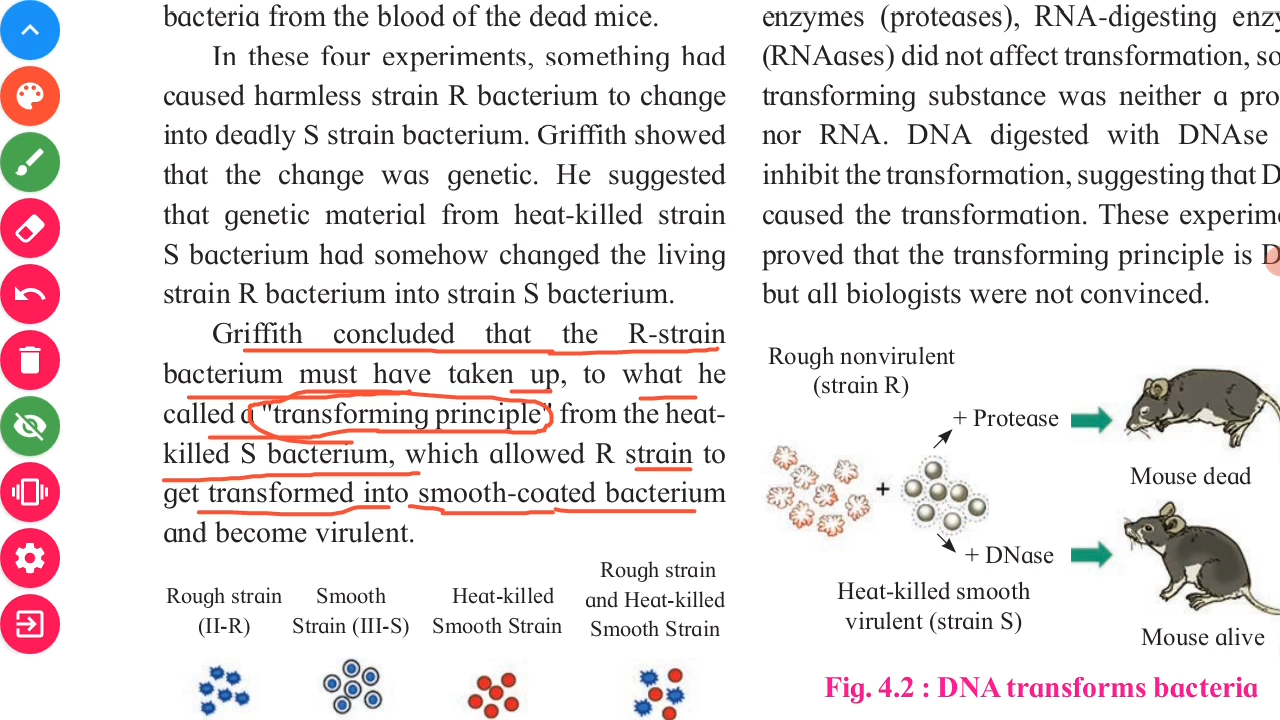 bacteria from the blood of the dead mice.
In these four experiments, something had
caused harmless strain R bacterium to change
into deadly S strain bacterium. Griffith showed
that the change was genetic. He suggested
that genetic material from heat-killed strain
S bacterium had somehow changed the living
strain R bacterium into strain S bacterium.
Griffith concluded that the R-strain
bacterium must have taken up, to what he
called a "transforming principle" from the heat-
killed S bacterium, which allowed R strain to
get transformed into smooth-coated bacterium
and become virulent.
Rough strain
(II-R)
Smooth
Strain (III-S)
Heat-killed
Smooth Strain
Rough strain
and Heat-killed
Smooth Strain
enzymes (proteases), RNA-digesting
(RNAases) did not affect transformation,
transforming substance was neither a
nor RNA. DNA digested with DNAse
inhibit the transformation, suggesting that
caused the transformation. These
proved that the transforming principle is
but all biologists were not convinced.
Rough nonvirulent
(strain R)
+ Protease
Mouse dead
+
+ DNase
Heat-killed smooth
virulent (strain S)
Mouse alive
Fig. 4.2 : DNA transforms bacteria